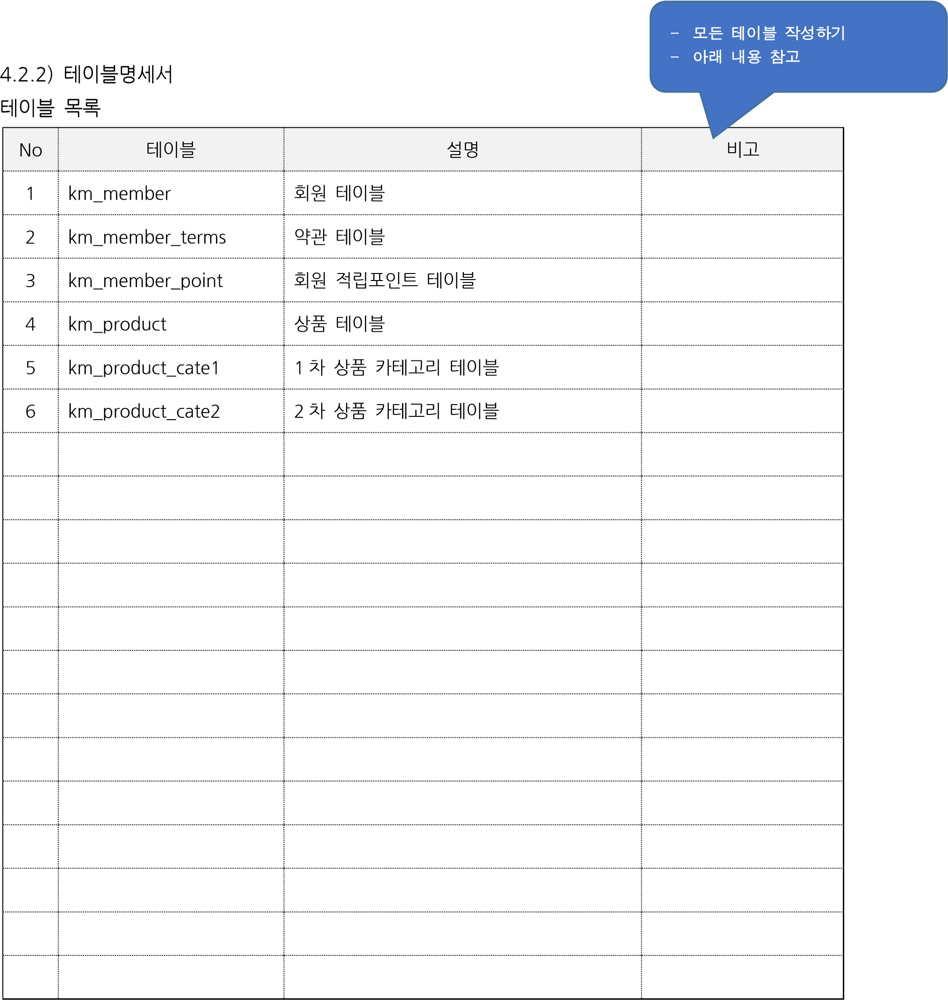 - 모든 테이블 작성하기
- 아래 내용 참고
4.2.2) 테이블명세서
테이블 목록
No 테이블 설명 비고
1 km_member 회원 테이블
2 km_member_terms 약관 테이블
3 km_member_point 회원 적립포인트 테이블
4 km_product 상품 테이블
5 km_product_cate1 1차 상품 카테고리 테이블
6 km_product_cate2 2차 상품 카테고리 테이블